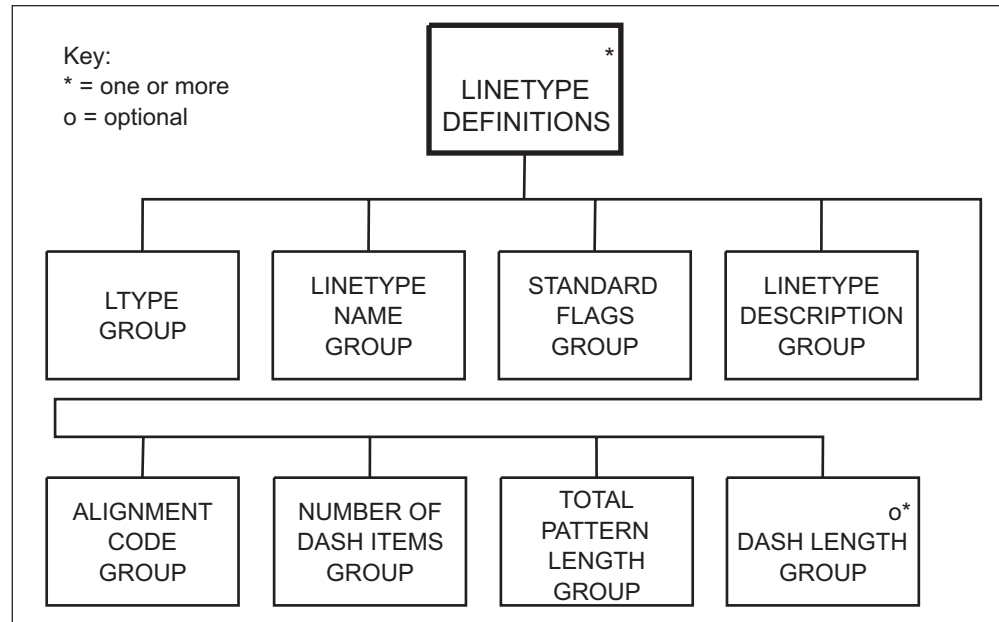 Key:
* = one or more
o = optional
*
LINETYPE
DEFINITIONS
LTYPE
GROUP
LINETYPE
NAME
GROUP
STANDARD
FLAGS
GROUP
LINETYPE
DESCRIPTION
GROUP
ALIGNMENT
CODE
GROUP
NUMBER OF
DASH ITEMS
GROUP
TOTAL
PATTERN
LENGTH
GROUP
o*
DASH LENGTH
GROUP